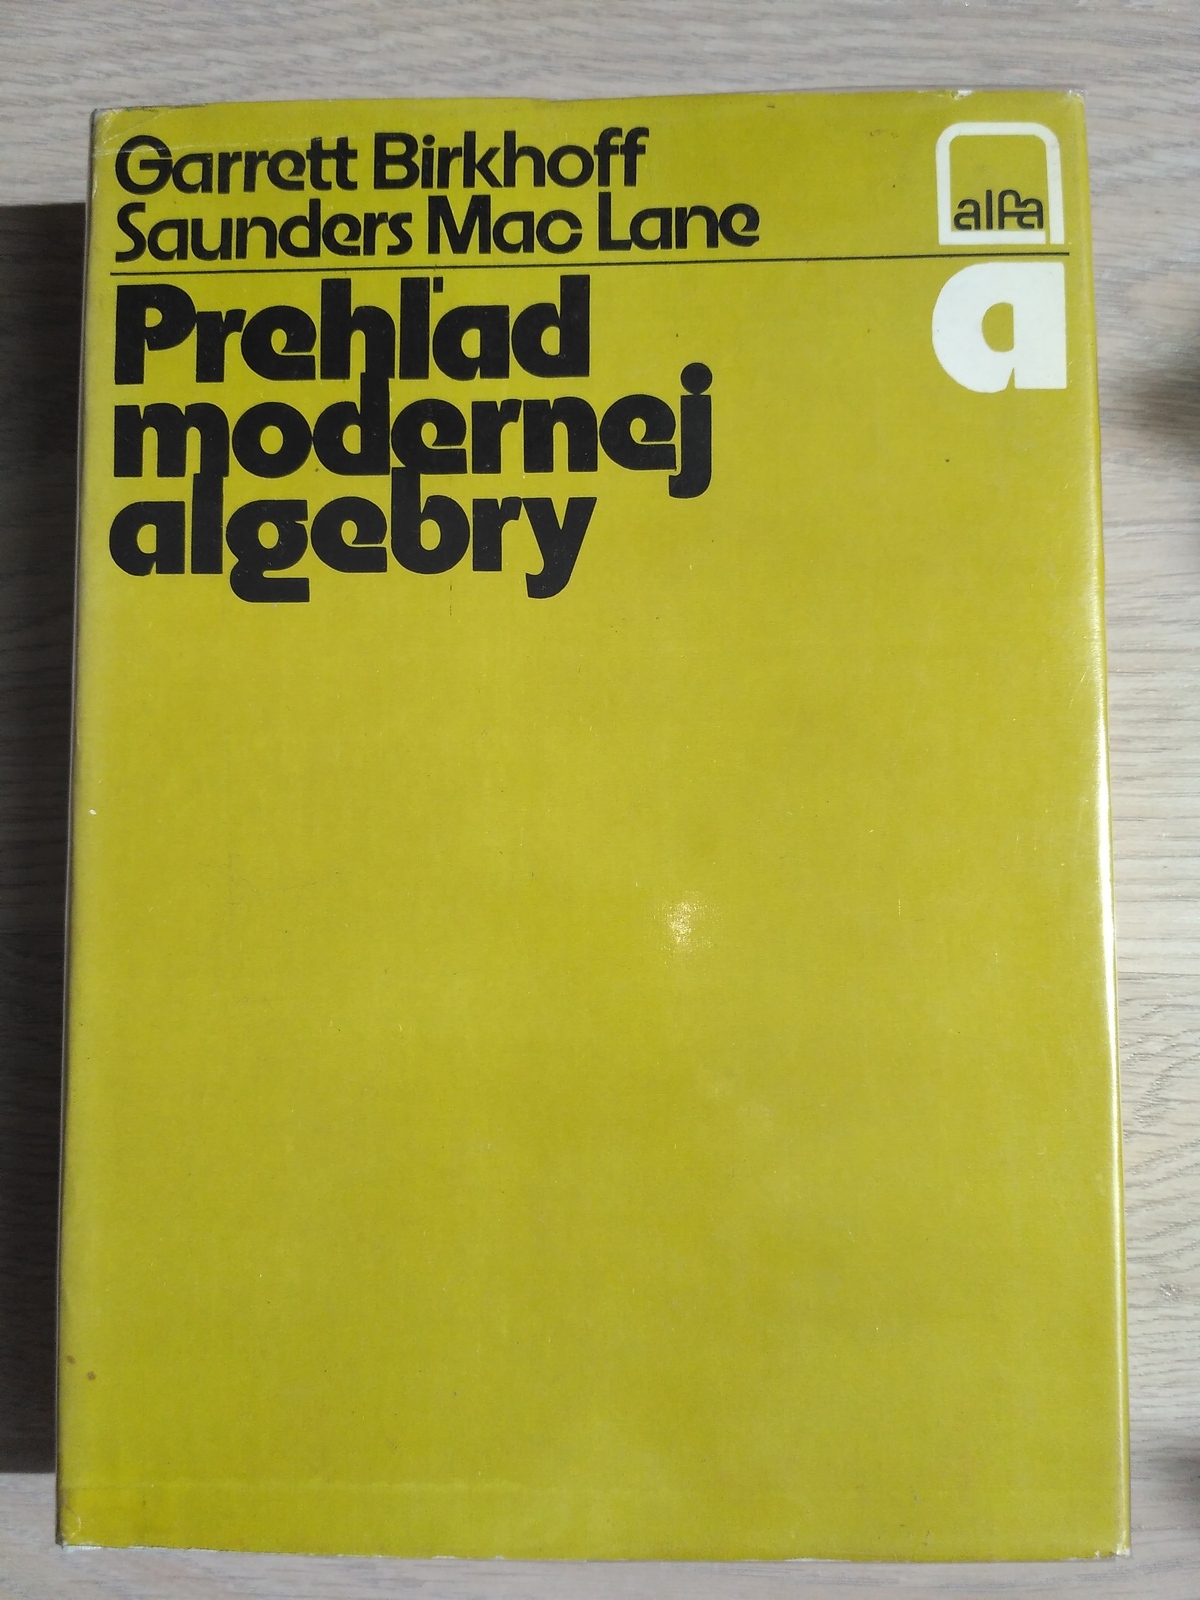 Garrett Birkhoff
Saunders Mac Lane
alfa
a
Prehľad
modernej
algebry